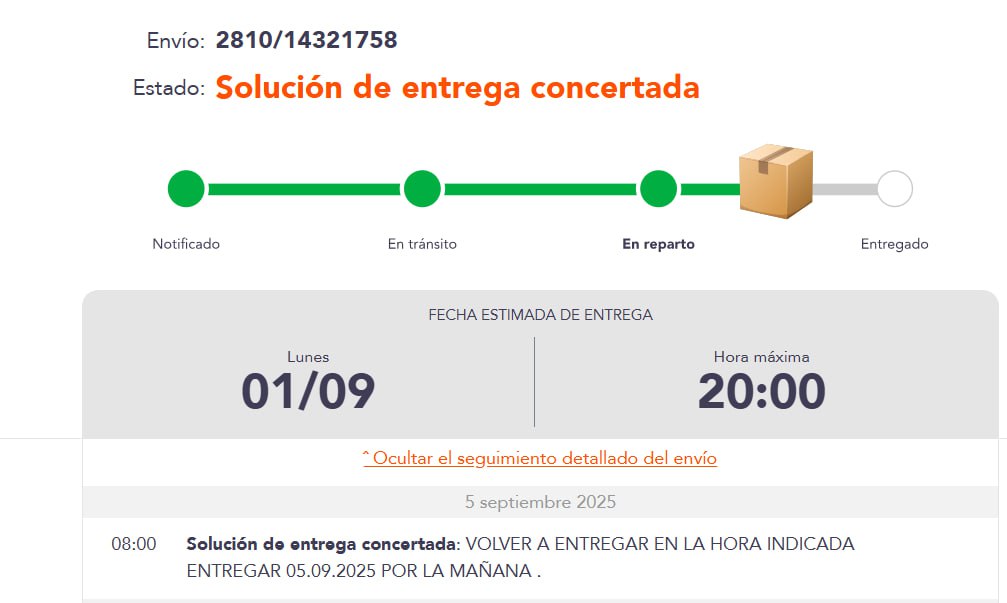 Envío: 2810/14321758
Estado: Solución de entrega concertada
Notificado En tránsito En reparto Entregado
FECHA ESTIMADA DE ENTREGA
Lunes Hora máxima
01/09 20:00
ˆ Ocultar el seguimiento detallado del envío
5 septiembre 2025
08:00 Solución de entrega concertada: VOLVER A ENTREGAR EN LA HORA INDICADA
ENTREGAR 05.09.2025 POR LA MAÑANA .